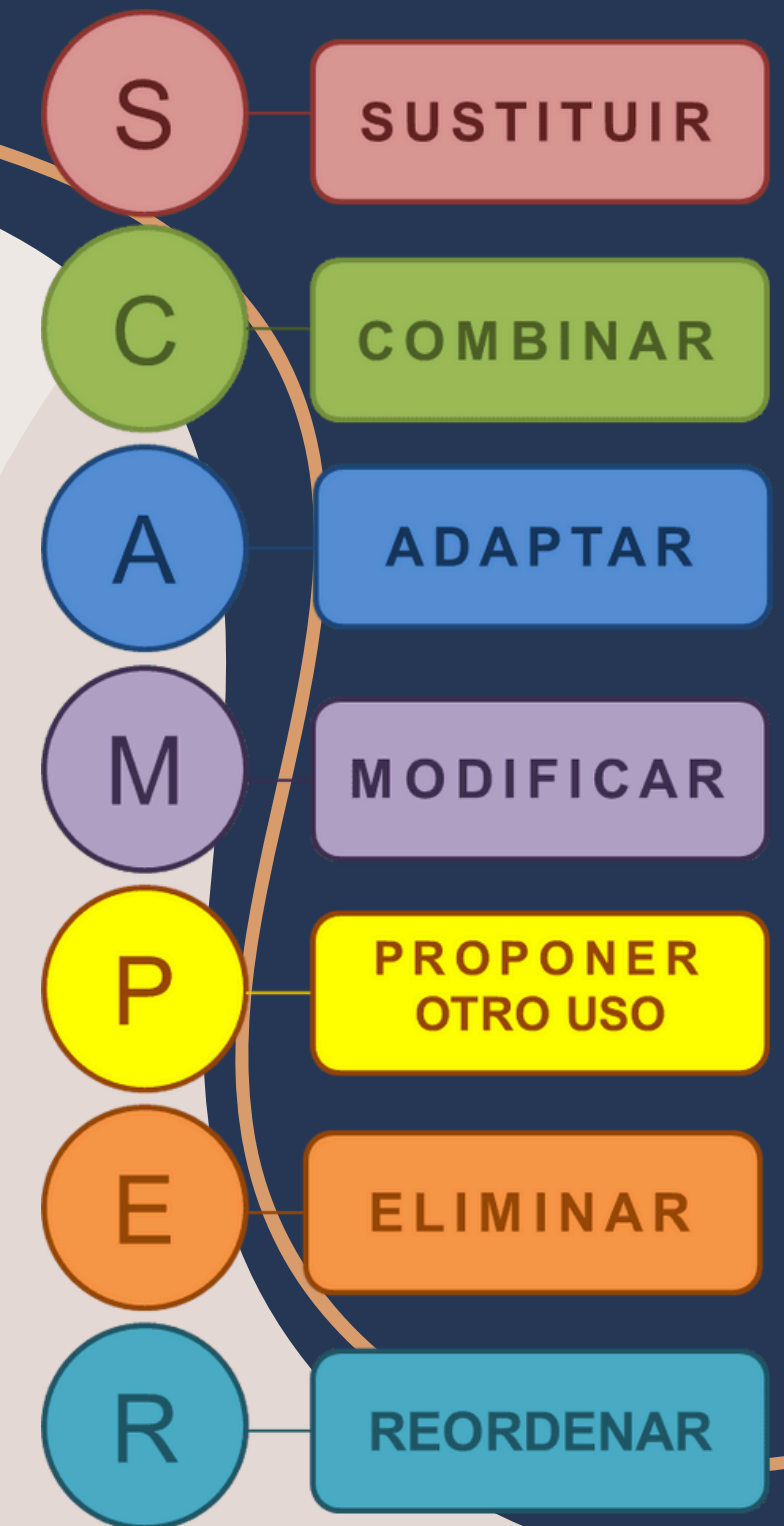 S
SUSTITUIR
C
COMBINAR
A
ADAPTAR
M
MODIFICAR
P
PROPONER
OTRO USO
E
ELIMINAR
R
REORDENAR